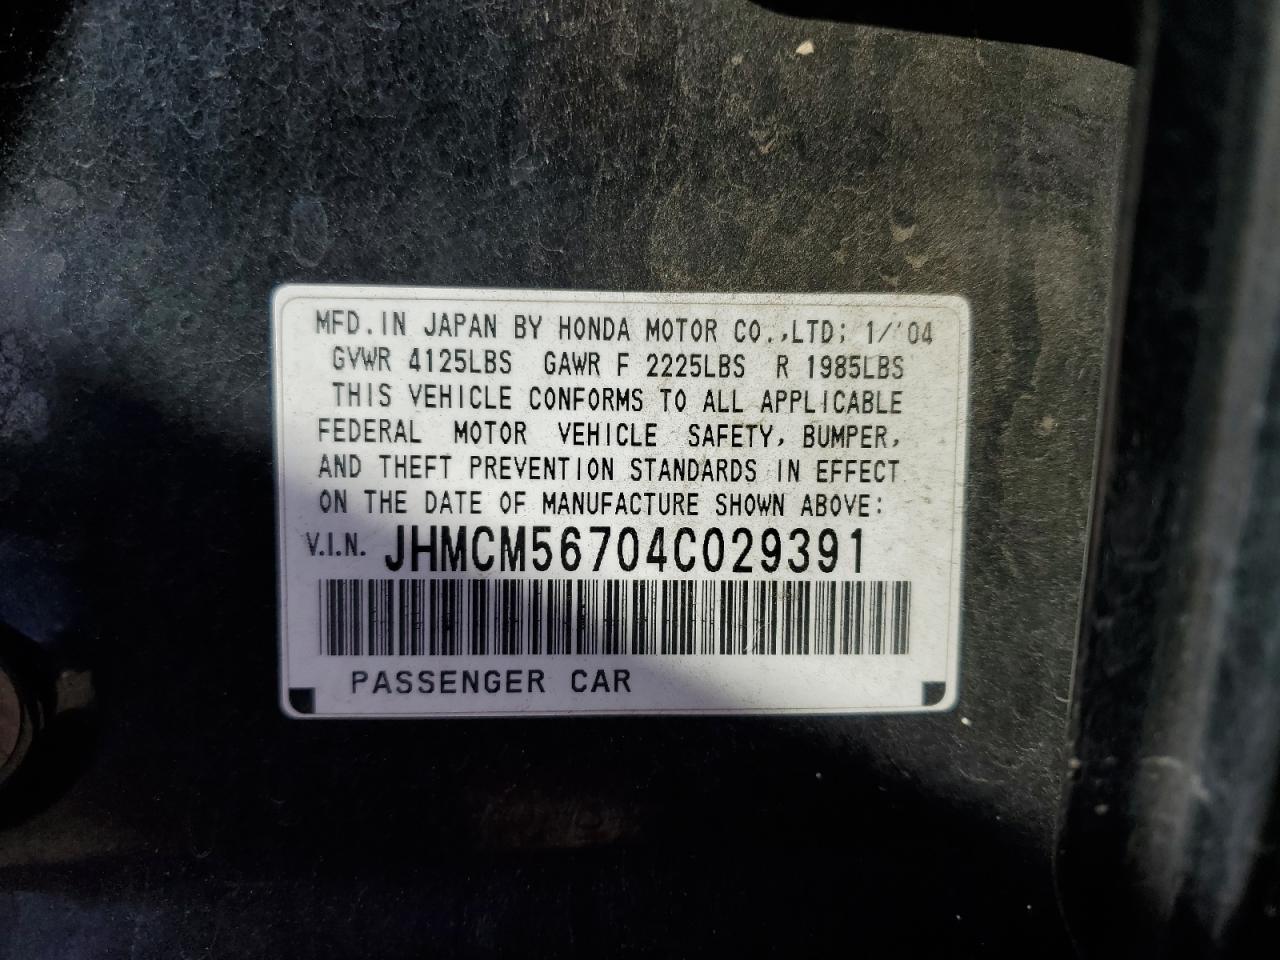 MFD.IN JAPAN BY HONDA MOTOR CO.,LTD; 1/'04
GVWR 4125LBS GAWR F 2225LBS R 1985LBS
THIS VEHICLE CONFORMS TO ALL APPLICABLE
FEDERAL MOTOR VEHICLE SAFETY, BUMPER,
AND THEFT PREVENTION STANDARDS IN EFFECT
ON THE DATE OF MANUFACTURE SHOWN ABOVE:
V.I.N. JHMCM56704C029391
PASSENGER CAR